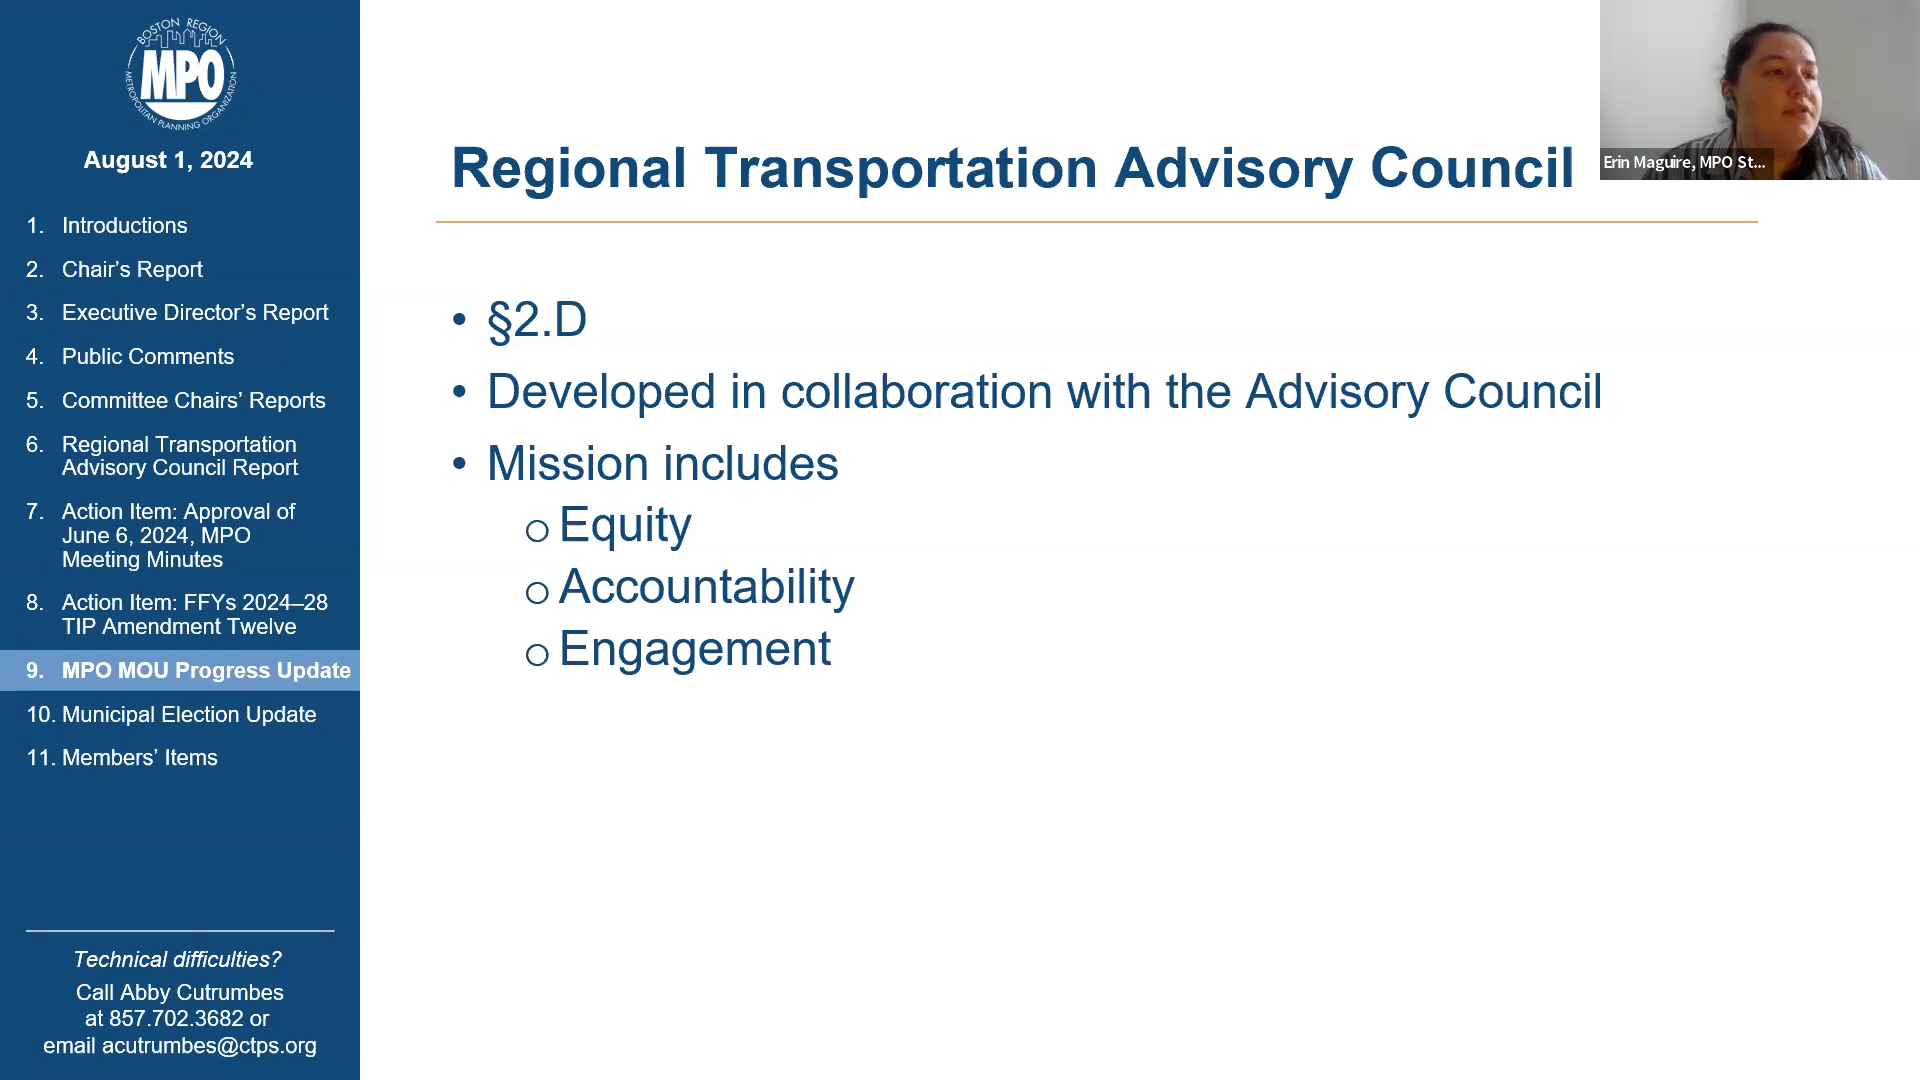 BOSTON REGION
MPO
METROPOLITAN PLANNING ORGANIZATION
August 1, 2024
1. Introductions
2. Chair’s Report
3. Executive Director’s Report
4. Public Comments
5. Committee Chairs’ Reports
6. Regional Transportation
Advisory Council Report
7. Action Item: Approval of
June 6, 2024, MPO
Meeting Minutes
8. Action Item: FFYs 2024–28
TIP Amendment Twelve
9. MPO MOU Progress Update
10. Municipal Election Update
11. Members’ Items
Technical difficulties?
Call Abby Cutrumbes
at 857.702.3682 or
email acutrumbes@ctps.org
Regional Transportation Advisory Council
• §2.D
• Developed in collaboration with the Advisory Council
• Mission includes
o Equity
o Accountability
o Engagement
Erin Maguire, MPO St...